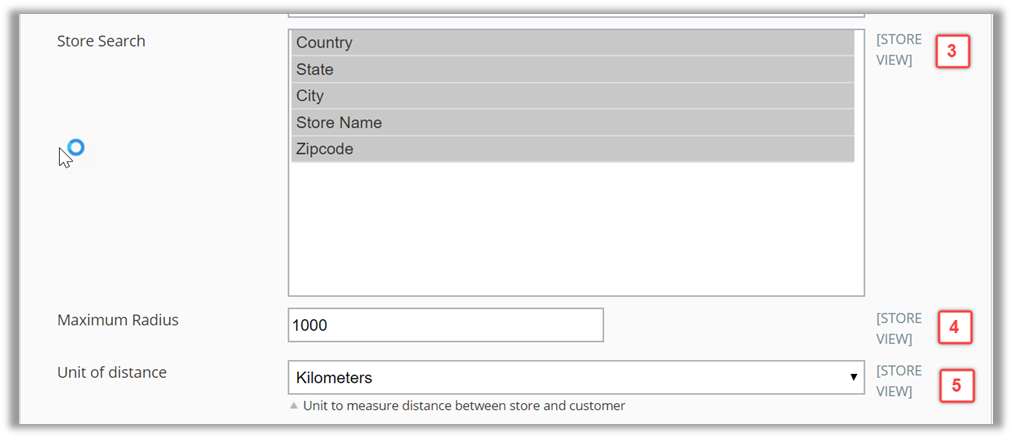 Store Search
Country
State
City
Store Name
Zipcode
[STORE
VIEW]
3
Maximum Radius
1000
[STORE
VIEW]
4
Unit of distance
Kilometers
[STORE
VIEW]
5
Unit to measure distance between store and customer